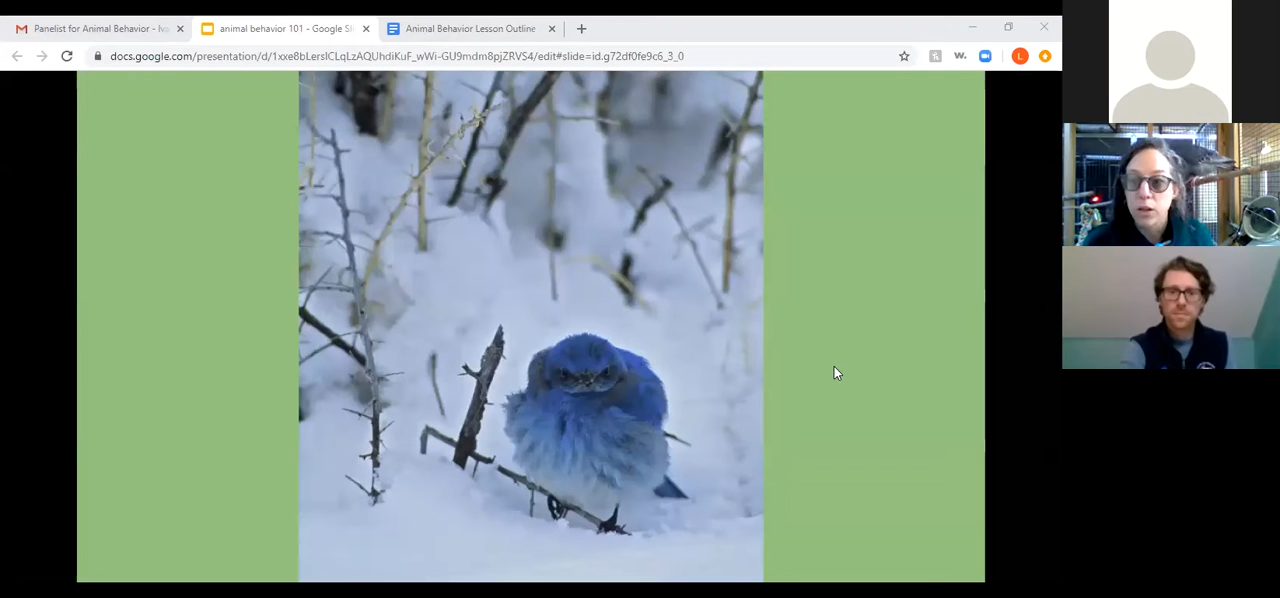 Panelist for Animal Behavior - Iva
animal behavior 101 - Google Sl
Animal Behavior Lesson Outline
docs.google.com/presentation/d/1xxe8bLersICLqLzAQUhdiKuF_wWi-GU9mdm8pjZRVS4/edit#slide=id.g72df0fe9c6_3_0
w.
L